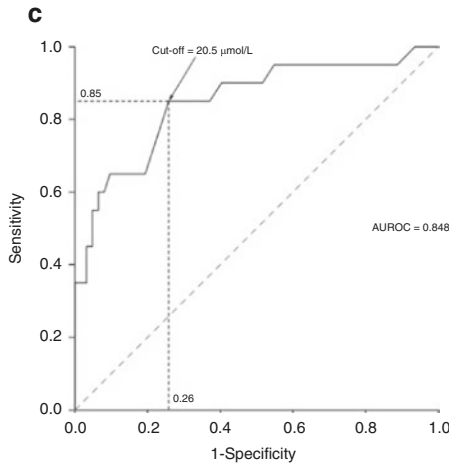 c
Cut-off = 20.5 μmol/L
1.0
0.85
0.8
0.6
Sensitivity
AUROC = 0.848
0.4
0.2
0.26
0.0
0.0 0.2 0.4 0.6 0.8 1.0
1-Specificity